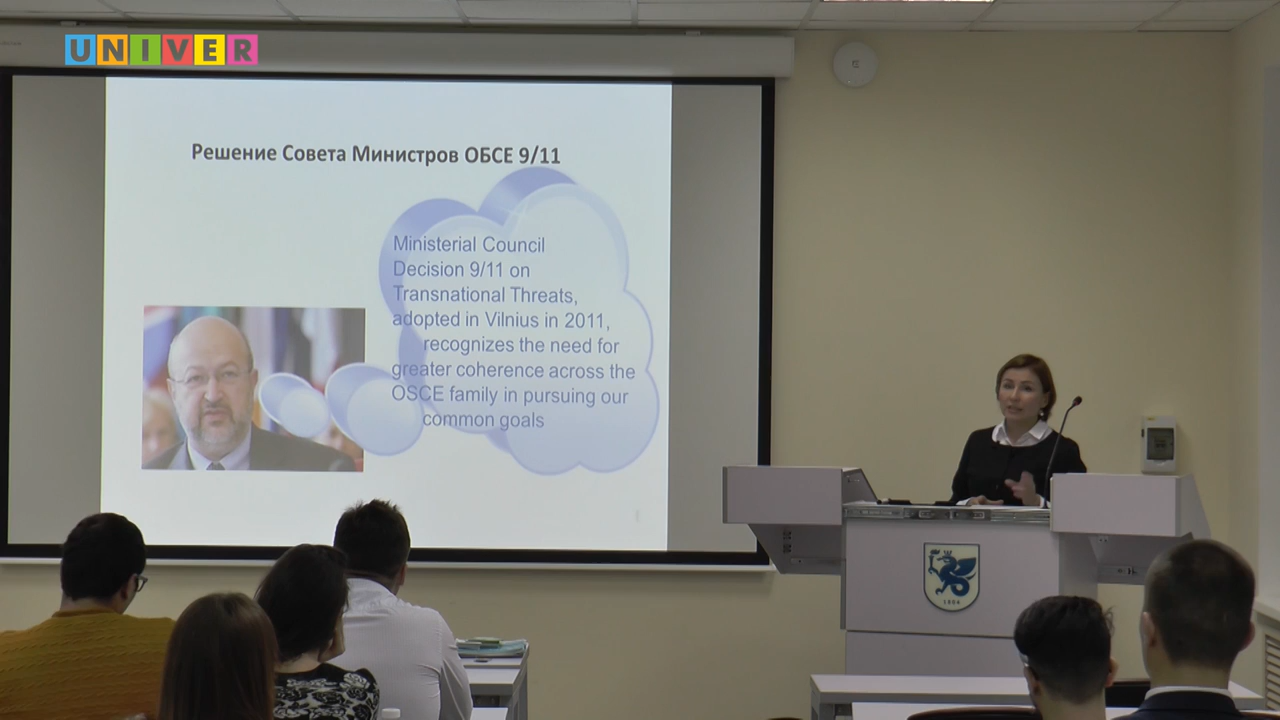 UNIVER
Решение Совета Министров ОБСЕ 9/11
Ministerial Council
Decision 9/11 on
Transnational Threats,
adopted in Vilnius in 2011,
recognizes the need for
greater coherence across the
OSCE family in pursuing our
common goals
1804